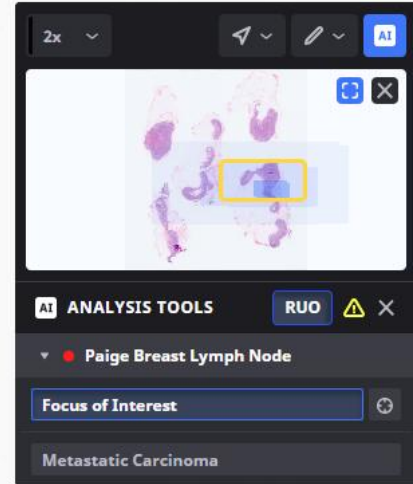 2x
AI
AI ANALYSIS TOOLS RUO
Paige Breast Lymph Node
Focus of Interest
Metastatic Carcinoma